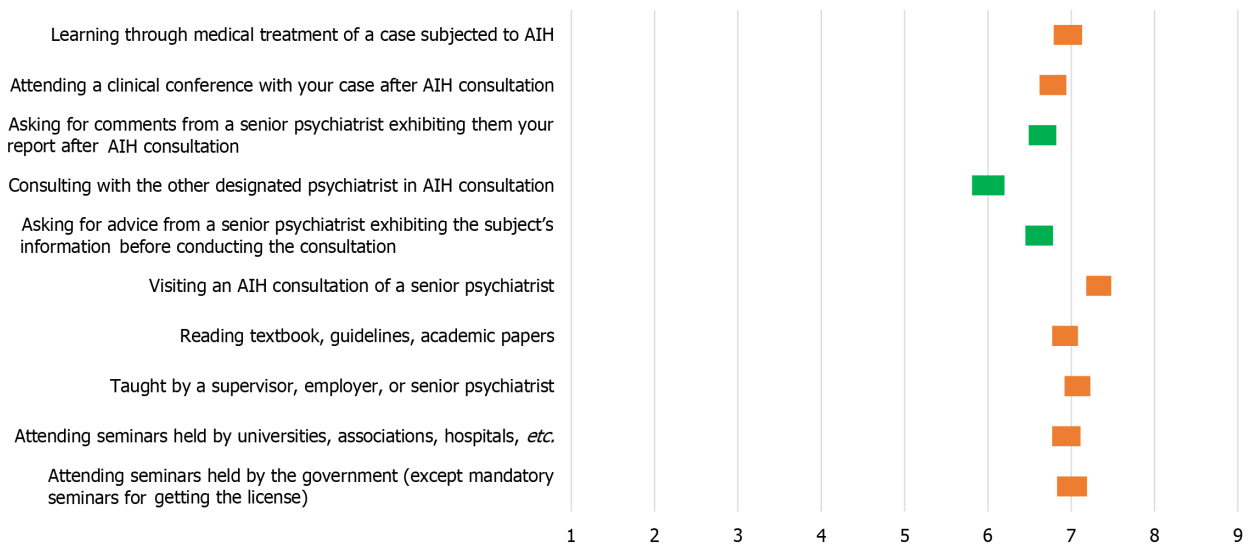 Learning through medical treatment of a case subjected to AIH
Attending a clinical conference with your case after AIH consultation
Asking for comments from a senior psychiatrist exhibiting them your
report after AIH consultation
Consulting with the other designated psychiatrist in AIH consultation
Asking for advice from a senior psychiatrist exhibiting the subject’s
information before conducting the consultation
Visiting an AIH consultation of a senior psychiatrist
Reading textbook, guidelines, academic papers
Taught by a supervisor, employer, or senior psychiatrist
Attending seminars held by universities, associations, hospitals, etc.
Attending seminars held by the government (except mandatory
seminars for getting the license)
1 2 3 4 5 6 7 8 9